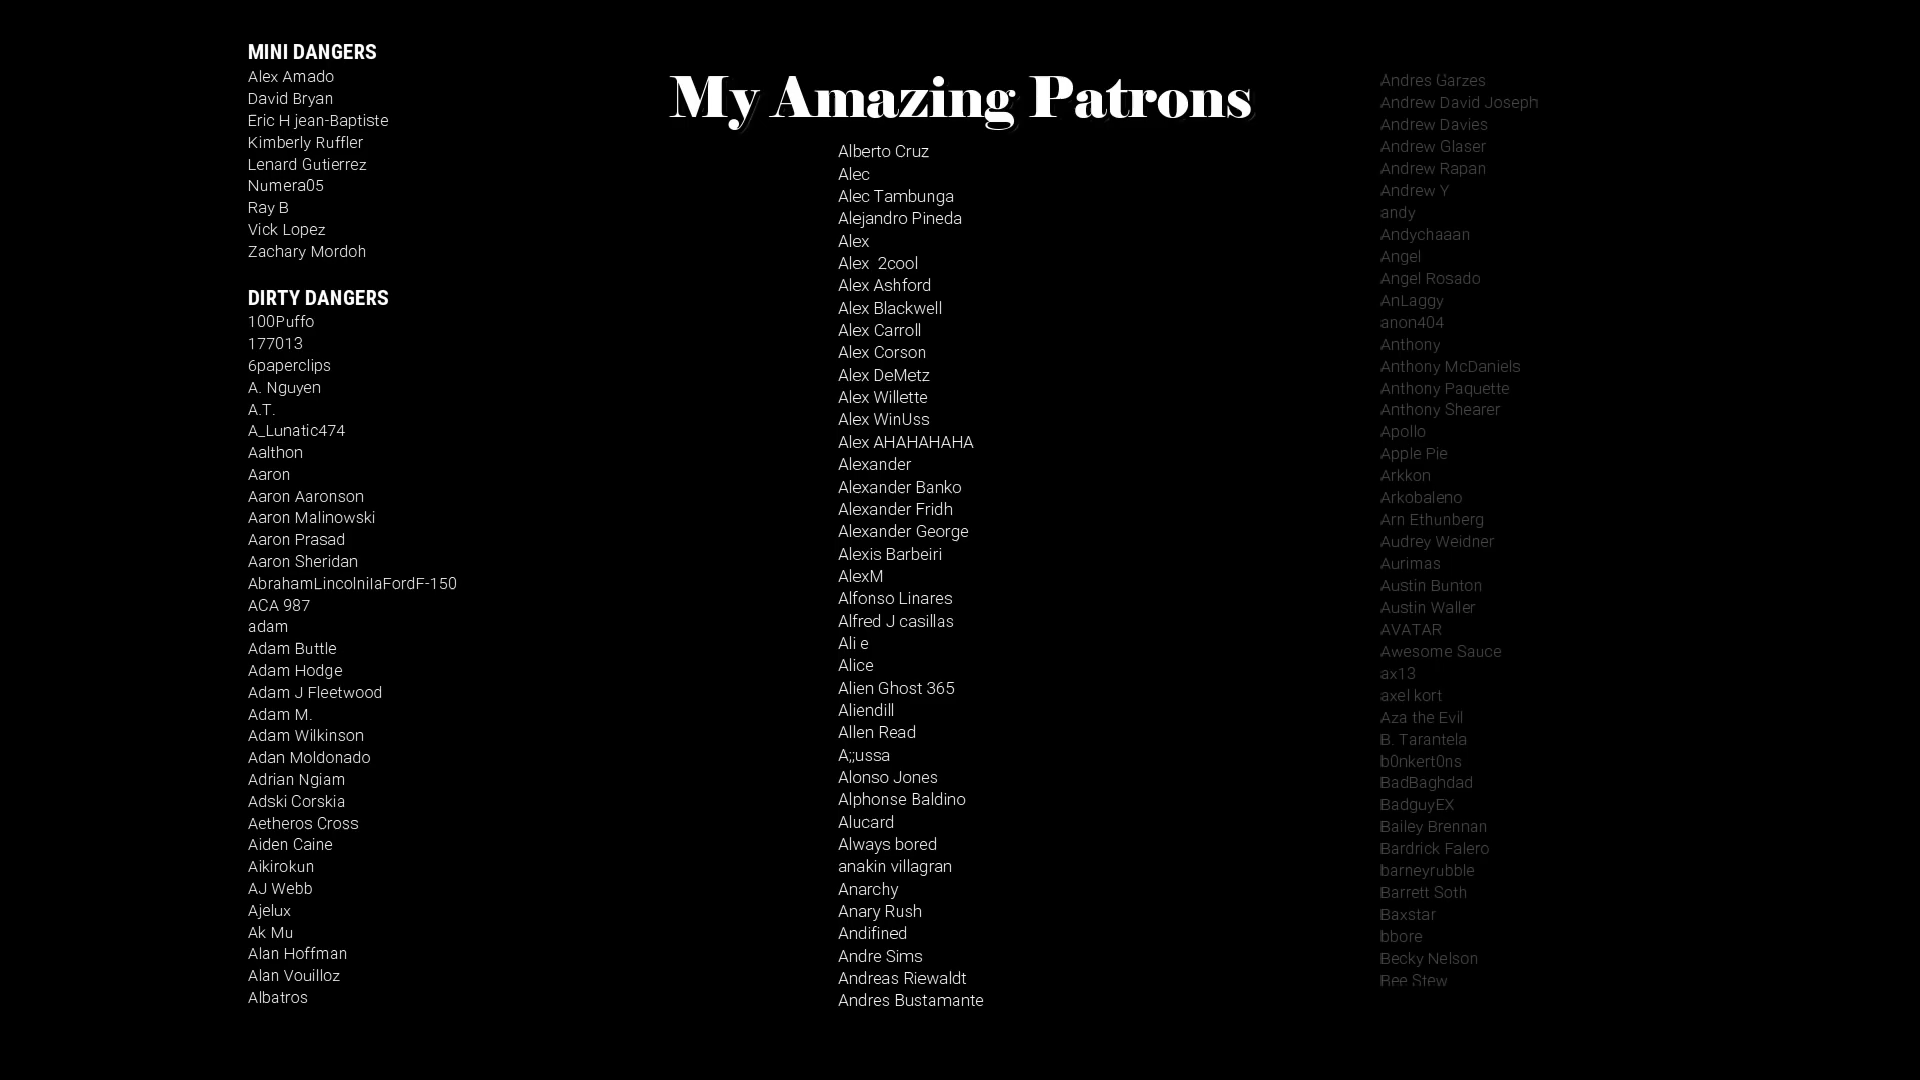 My Amazing Patrons
MINI DANGERS
Alex Amado
David Bryan
Eric H jean-Baptiste
Kimberly Ruffler
Lenard Gutierrez
Numera05
Ray B
Vick Lopez
Zachary Mordoh
DIRTY DANGERS
100Puffo
177013
6paperclips
A. Nguyen
A.T.
A_Lunatic474
Aalthon
Aaron
Aaron Aaronson
Aaron Malinowski
Aaron Prasad
Aaron Sheridan
AbrahamLincolnIaFordF-150
ACA 987
adam
Adam Buttle
Adam Hodge
Adam J Fleetwood
Adam M.
Adam Wilkinson
Adan Moldonado
Adrian Ngiam
Adski Corskia
Aetheros Cross
Aiden Caine
Aikirokun
AJ Webb
Ajelux
Ak Mu
Alan Hoffman
Alan Vouilloz
Albatros
Alberto Cruz
Alec
Alec Tambunga
Alejandro Pineda
Alex
Alex  2cool
Alex Ashford
Alex Blackwell
Alex Carroll
Alex Corson
Alex DeMetz
Alex Willette
Alex WinUss
Alex AHAHAHAHA
Alexander
Alexander Banko
Alexander Fridh
Alexander George
Alexis Barbeiri
AlexM
Alfonso Linares
Alfred J casillas
Ali e
Alice
Alien Ghost 365
Aliendill
Allen Read
A;;ussa
Alonso Jones
Alphonse Baldino
Alucard
Always bored
anakin villagran
Anarchy
Anary Rush
Andifined
Andre Sims
Andreas Riewaldt
Andres Bustamante
Andres Garzes
Andrew David Joseph
Andrew Davies
Andrew Glaser
Andrew Rapan
Andrew Y
andy
Andychaaan
Angel
Angel Rosado
AnLaggy
anon404
Anthony
Anthony McDaniels
Anthony Paquette
Anthony Shearer
Apollo
Apple Pie
Arkkon
Arkobaleno
Arn Ethunberg
Audrey Weidner
Aurimas
Austin Bunton
Austin Waller
AVATAR
Awesome Sauce
ax13
axel kort
Aza the Evil
B. Tarantela
b0nkert0ns
BadBaghdad
BadguyEX
Bailey Brennan
Bardrick Falero
barneyrubble
Barrett Soth
Baxstar
bbore
Becky Nelson
Bee Stew